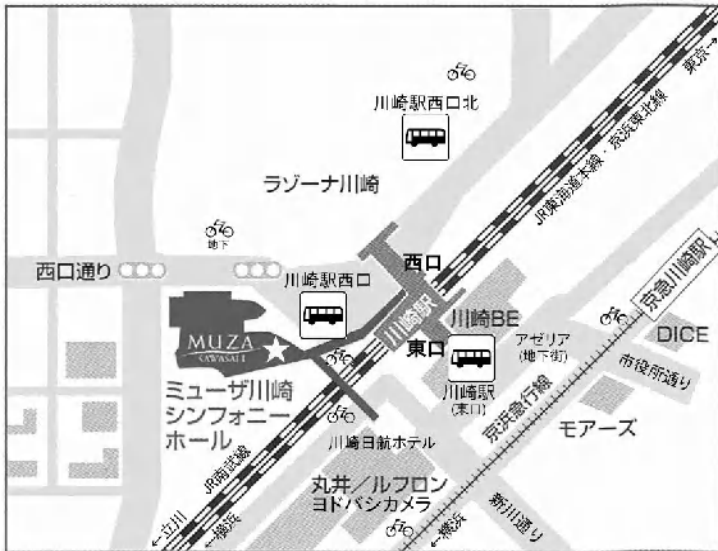 東京→
川崎駅西口北
JR東海道本線・京浜東北線
ラゾーナ川崎
地下
西口通り
川崎駅西口
西口
京急川崎駅
川崎駅
川崎BE
アゼリア
(地下街)
DICE
MUZA
KAWASAKI
東口
川崎駅
(東口)
市役所通り
ミューザ川崎
シンフォニー
ホール
京浜急行線
モアーズ
川崎日航ホテル
JR南武線
丸井/ルフロン
ヨドバシカメラ
新川通り
←立川
←横浜
←横浜